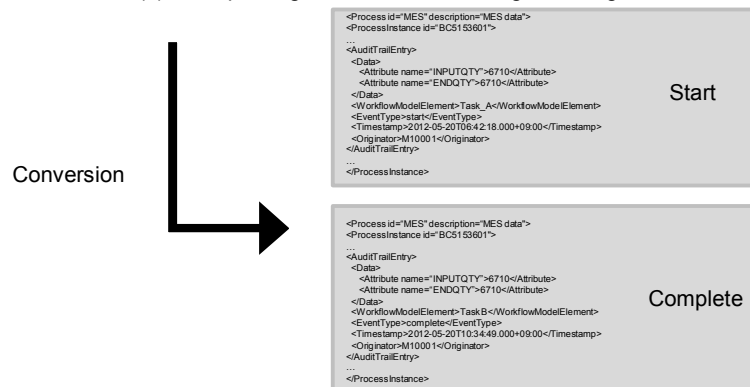 Conversion
<Process id="MES" description="MES data">
<ProcessInstance id="BC5153601">
...
<AuditTrailEntry>
<Data>
<Attribute name="INPUTQTY">6710</Attribute>
<Attribute name="ENDQTY">6710</Attribute>
</Data>
<WorkflowModelElement>Task_A</WorkflowModelElement>
<EventType>start</EventType>
<Timestamp>2012-05-20T06:42:18.000+09:00</Timestamp>
<Originator>M10001</Originator>
</AuditTrailEntry>
...
</ProcessInstance>
Start
<Process id="MES" description="MES data">
<ProcessInstance id="BC5153601">
...
<AuditTrailEntry>
<Data>
<Attribute name="INPUTQTY">6710</Attribute>
<Attribute name="ENDQTY">6710</Attribute>
</Data>
<WorkflowModelElement>TaskB</WorkflowModelElement>
<EventType>complete</EventType>
<Timestamp>2012-05-20T10:34:49.000+09:00</Timestamp>
<Originator>M10001</Originator>
</AuditTrailEntry>
...
</ProcessInstance>
Complete